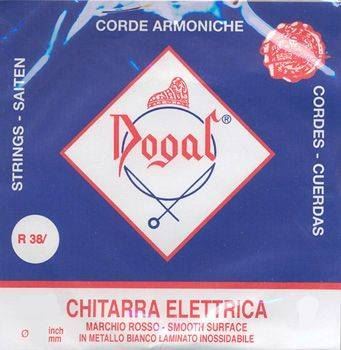 CORDE ARMONICHE
STRINGS - SAITEN
CORDES - CUERDAS
Dogal®
R 38/
CHITARRA ELETTRICA
MARCHIO ROSSO - SMOOTH SURFACE
IN METALLO BIANCO LAMINATO INOSSIDABILE
Ø inch
mm